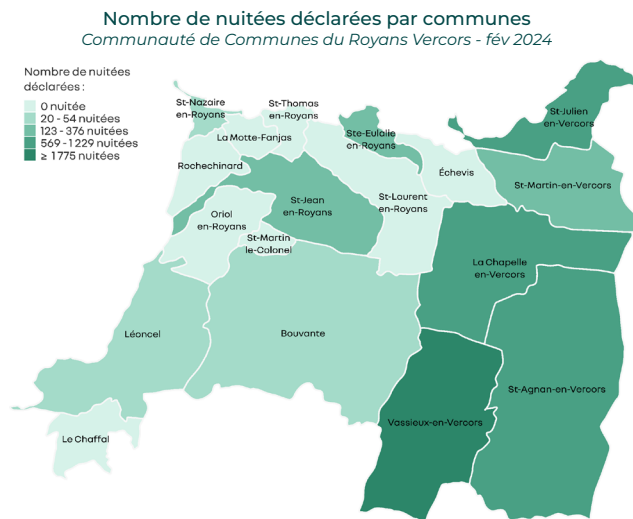 Nombre de nuitées déclarées par communes
Communauté de Communes du Royans Vercors - fév 2024
Nombre de nuitées
déclarées :
0 nuitée
20 - 54 nuitées
123 - 376 nuitées
569 -1 229 nuitées
≥ 1 775 nuitées
St-Nazaire
en-Royans
St-Thomas
en-Royans
La Motte-Fanjas
Ste-Eulalie
en-Royans
St-Julien
en-Vercors
Rochechinard
Échevis
St-Martin-en-Vercors
St-Jean
en-Royans
St-Laurent
en-Royans
Oriol
en-Royans
St-Martin
le-Colonel
La Chapelle
en-Vercors
Léoncel
Bouvante
St-Agnan-en-Vercors
Vassieux-en-Vercors
Le Chaffal